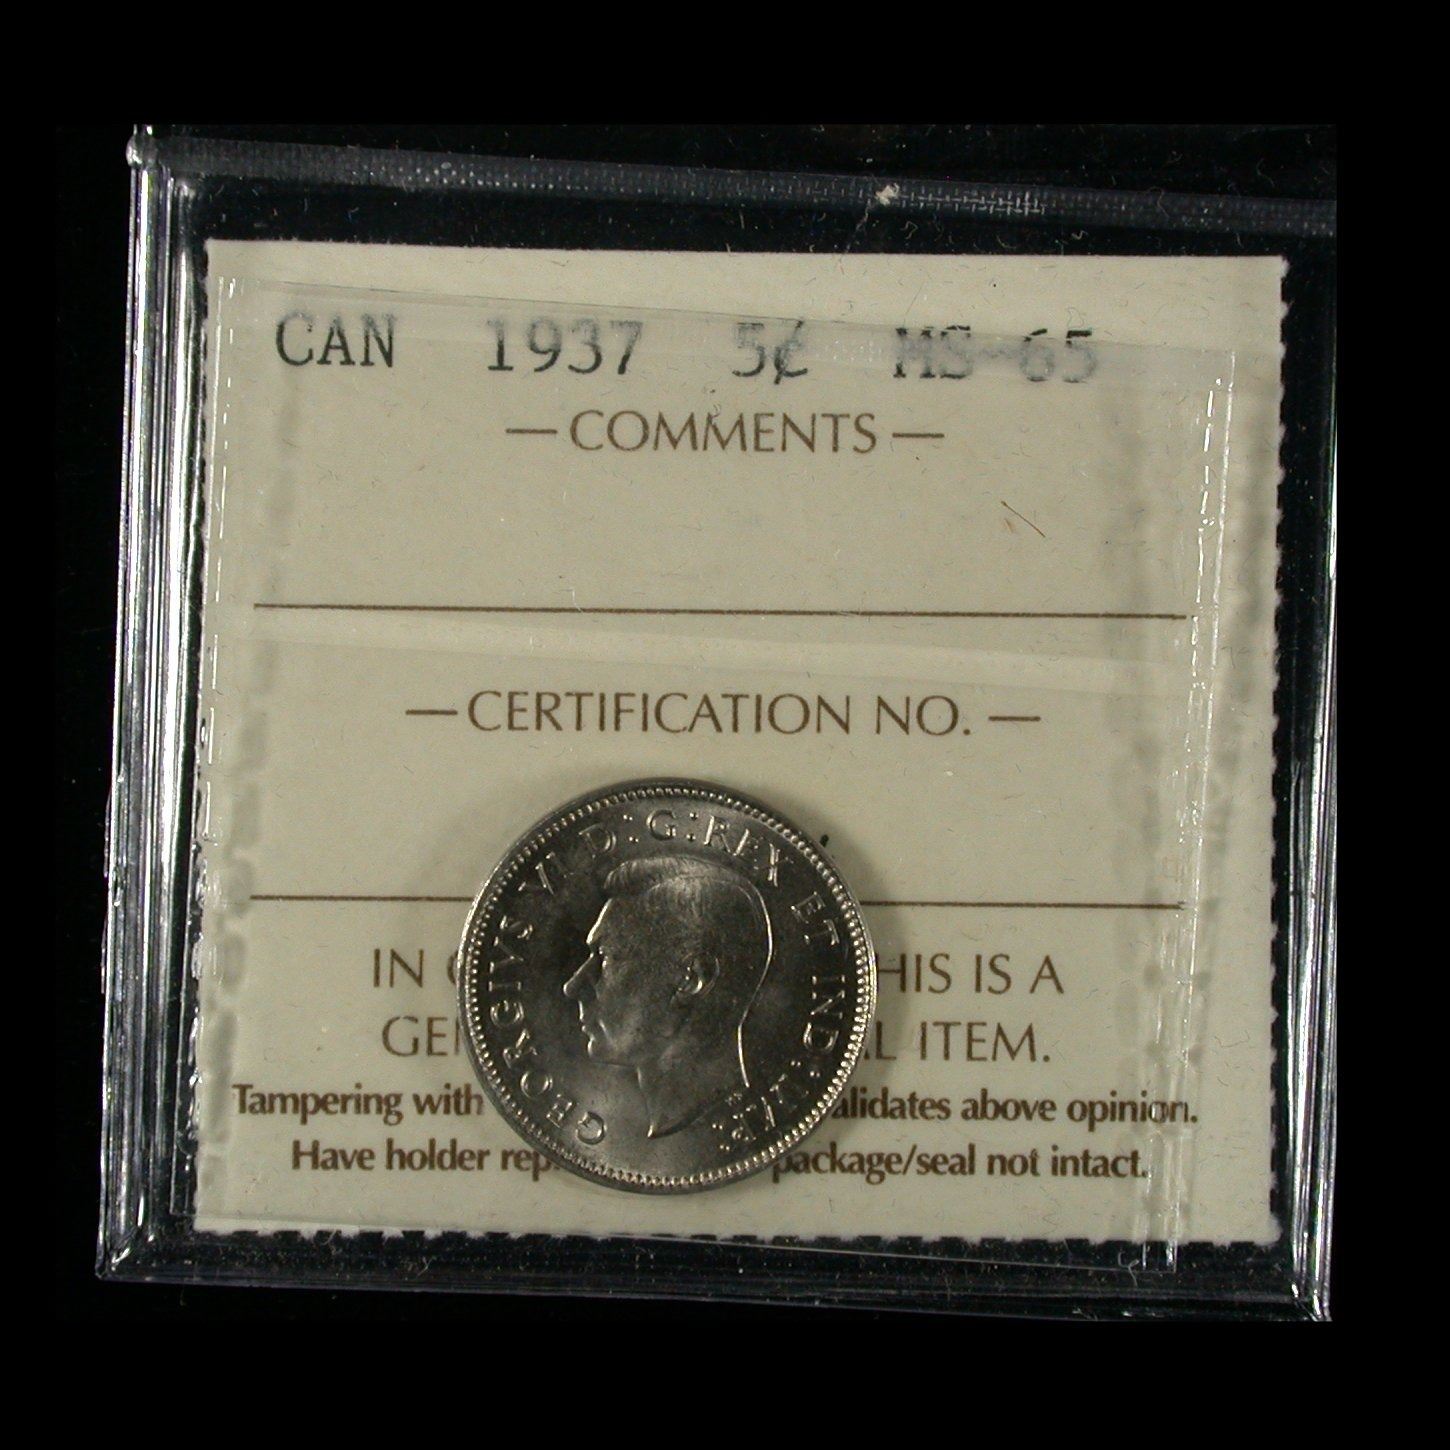 CAN 1937 5¢ MS-65
— COMMENTS —
— CERTIFICATION NO. —
IN HIS IS A
GE L ITEM.
Tampering with alidates above opinion.
Have holder rep package/seal not intact.
GEORGIVS VI D:G:REX ET IND:IMP: